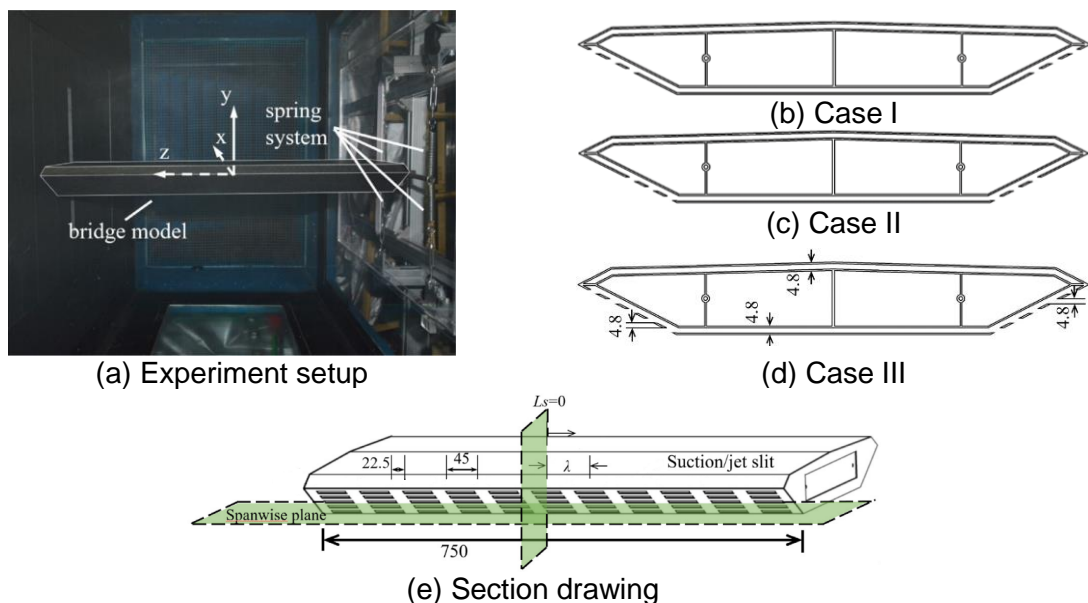 y
x
z
spring
system
bridge model
(a) Experiment setup
(b) Case I
(c) Case II
4.8
4.8
4.8
4.8
(d) Case III
Ls=0
22.5
45
λ
Suction/jet slit
Spanwise plane
750
(e) Section drawing